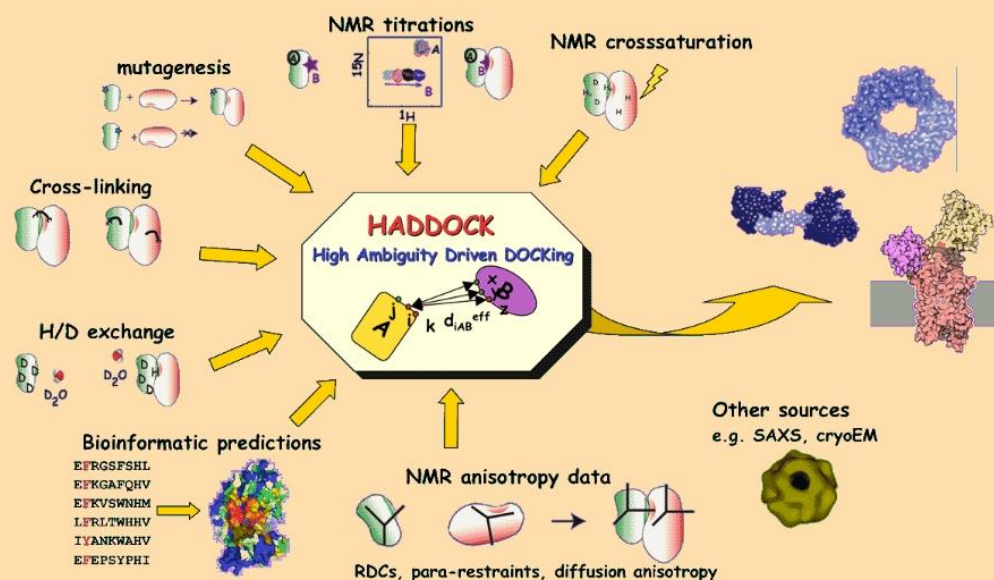 NMR titrations
NMR crosssaturation
mutagenesis
A
B
15N
A
B
1H
A
B
D
H
D
H
H
H
+
+
Cross-linking
HADDOCK
High Ambiguity Driven DOCKing
A
j
i
k
diABeff
x
B
y
z
H/D exchange
D
D
D
D
D2O
D2O
D
D
D
D
H
Bioinformatic predictions
EFRGSFSHL
EFKGAFQHV
EFKVSWNHM
LFRLTWHHV
IYANKWAHV
EFEPSYPHI
NMR anisotropy data
RDCs, para-restraints, diffusion anisotropy
Other sources
e.g. SAXS, cryoEM